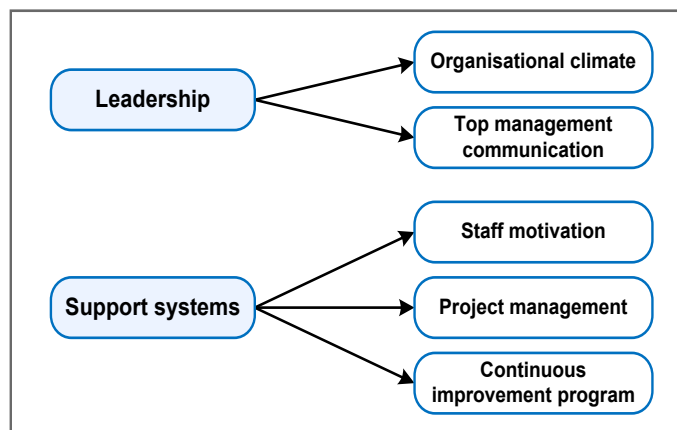 Leadership
Organisational climate
Top management
communication
Support systems
Staff motivation
Project management
Continuous
improvement program